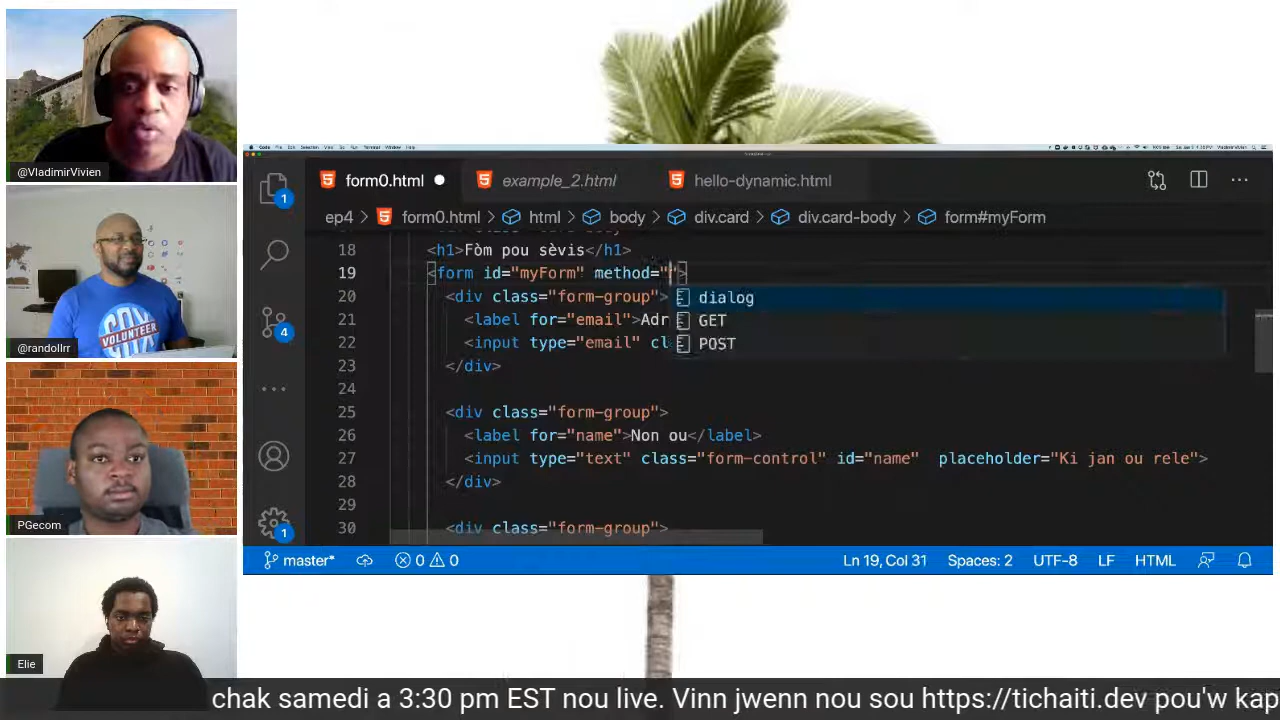 @VladimirVivien
@randollrr
VOLUNTEER
PGecom
Elie
form0.html
example_2.html
hello-dynamic.html
ep4 > form0.html > html > body > div.card > div.card-body > form#myForm
18 <h1>Fòm pou sèvis</h1>
19 <form id="myForm" method="">
20 <div class="form-group">
21 <label for="email">Adr
22 <input type="email" cl
dialog
GET
POST
23 </div>
24
25 <div class="form-group">
26 <label for="name">Non ou</label>
27 <input type="text" class="form-control" id="name" placeholder="Ki jan ou rele">
28 </div>
29
30 <div class="form-group">
1
4
1
master* 0 0 Ln 19, Col 31 Spaces: 2 UTF-8 LF HTML
chak samedi a 3:30 pm EST nou live. Vinn jwenn nou sou https://tichaiti.dev pou'w kap